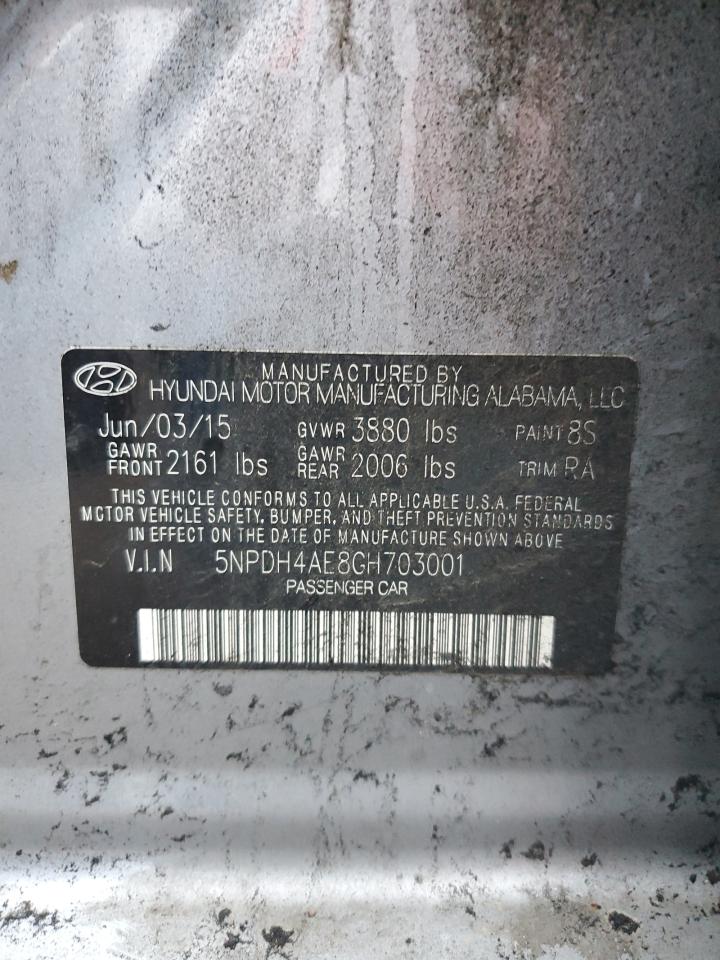 MANUFACTURED BY
HYUNDAI MOTOR MANUFACTURING ALABAMA, LLC
Jun/03/15 GVWR 3880 lbs PAINT 8S
GAWR FRONT 2161 lbs GAWR REAR 2006 lbs TRIM RA
THIS VEHICLE CONFORMS TO ALL APPLICABLE U.S.A. FEDERAL
MOTOR VEHICLE SAFETY, BUMPER, AND THEFT PREVENTION STANDARDS
IN EFFECT ON THE DATE OF MANUFACTURE SHOWN ABOVE
V.I.N 5NPDH4AE8GH703001
PASSENGER CAR